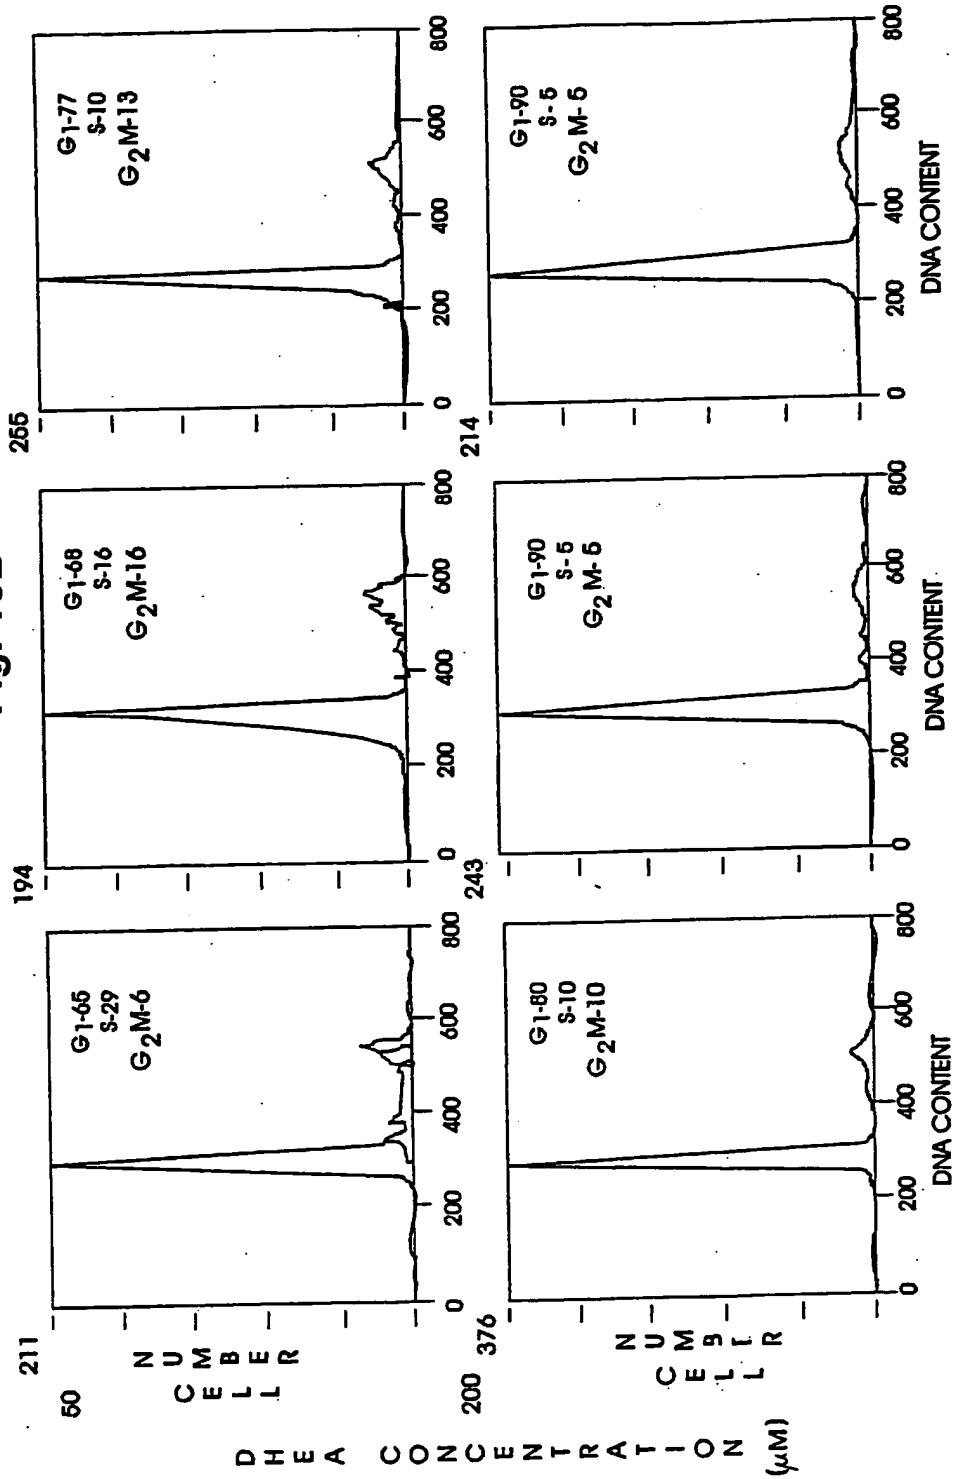 Fig.
DHEA CONCENTRATION
(μM)
50
CELL
NUMBER
211
G1-65
S-29
G2M-6
0 200 400 600 800
194
G1-68
S-16
G2M-16
0 200 400 600 800
255
G1-77
S-10
G2M-13
0 200 400 600 800
200
CELL
NUMBER
376
G1-80
S-10
G2M-10
0 200 400 600 800
DNA CONTENT
243
G1-90
S-5
G2M-5
0 200 400 600 800
DNA CONTENT
214
G1-90
S-5
G2M-5
0 200 400 600 800
DNA CONTENT